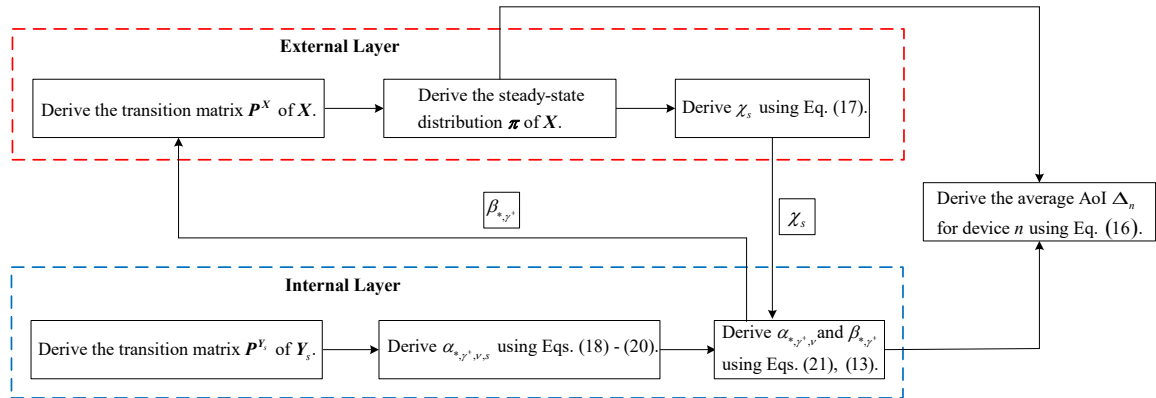 External Layer
Derive the transition matrix P^X of X.
Derive the steady-state
distribution π of X.
Derive χ_s using Eq. (17).
β_{*,γ^+}
χ_s
Derive the average AoI Δ_n
for device n using Eq. (16).
Internal Layer
Derive the transition matrix P^{Y_s} of Y_s.
Derive α_{*,γ^+,ν,s} using Eqs. (18) - (20).
Derive α_{*,γ^+,ν} and β_{*,γ^+}
using Eqs. (21), (13).